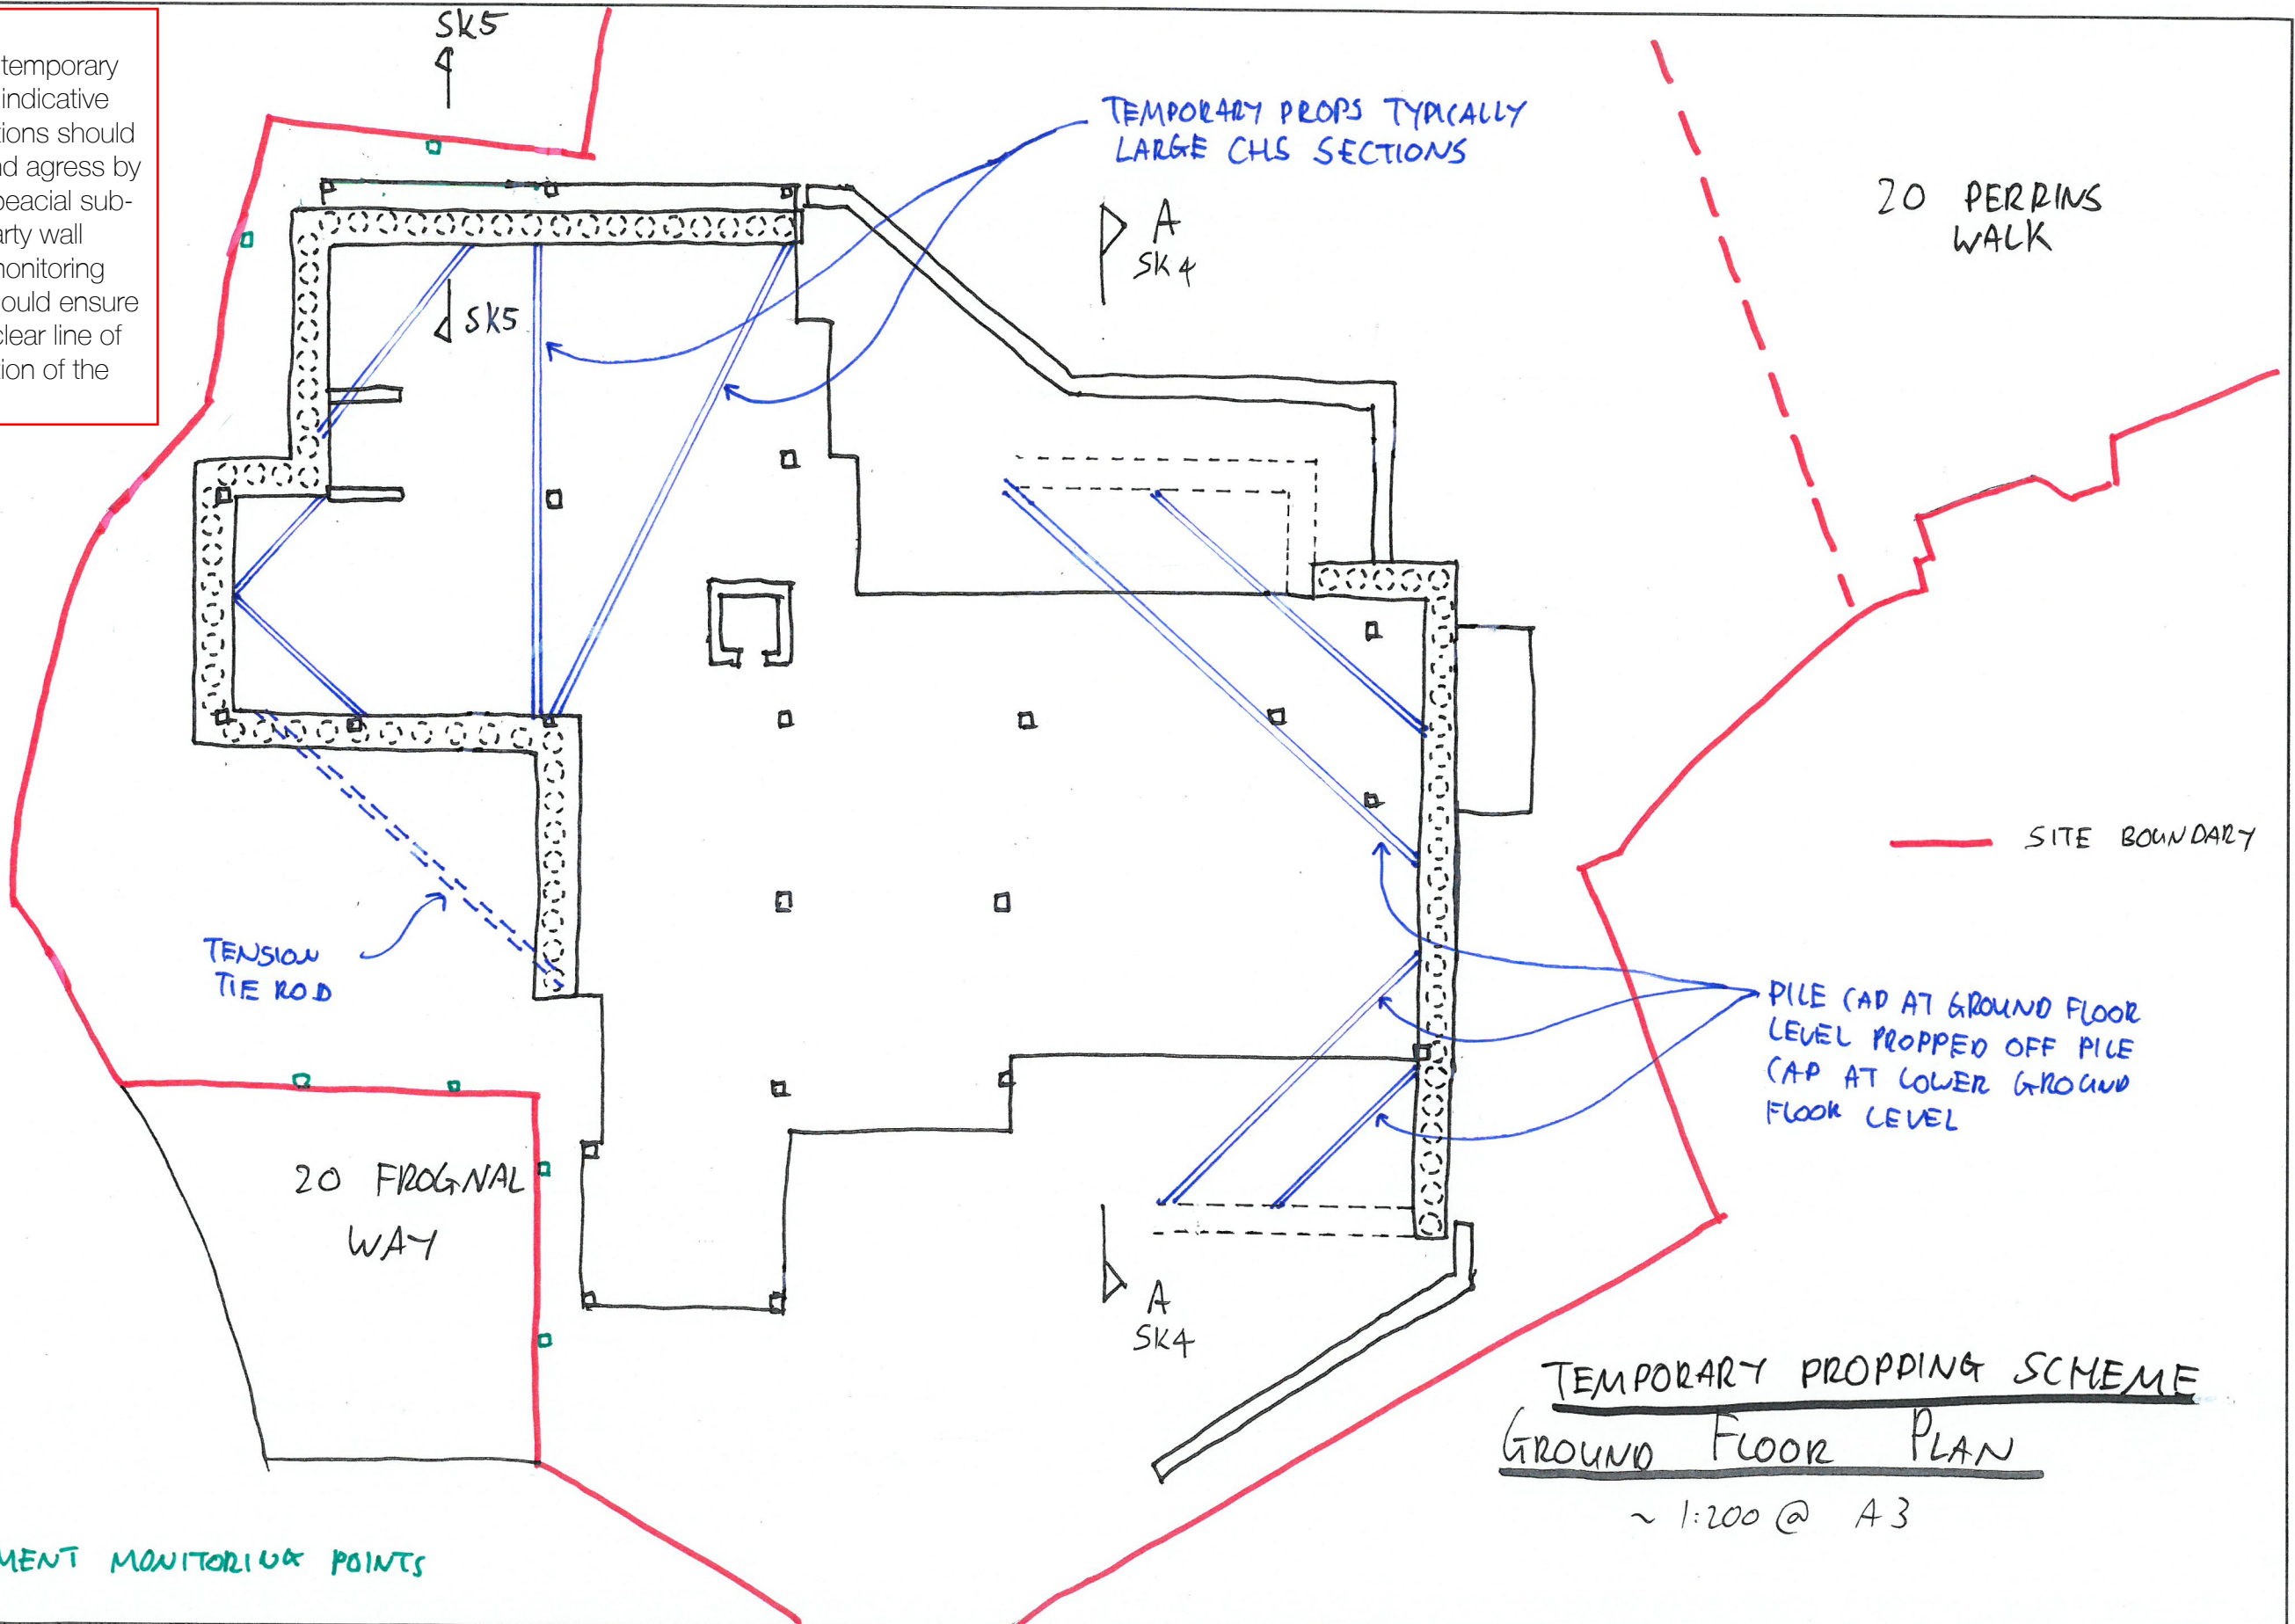 temporary
indicative
tions should
nd agress by
peacial sub-
arty wall
monitoring
ould ensure
clear line of
tion of the
SK5
TEMPORARY PROPS TYPICALLY
LARGE CHS SECTIONS
A
SK4
20 PERRINS
WALK
SK5
SITE BOUNDARY
TENSION
TIE ROD
PILE CAP AT GROUND FLOOR
LEVEL PROPPED OFF PILE
CAP AT LOWER GROUND
FLOOR LEVEL
20 FROGNAL
WAY
A
SK4
TEMPORARY PROPPING SCHEME
GROUND FLOOR PLAN
~ 1:200 @ A3
MENT MONITORING POINTS